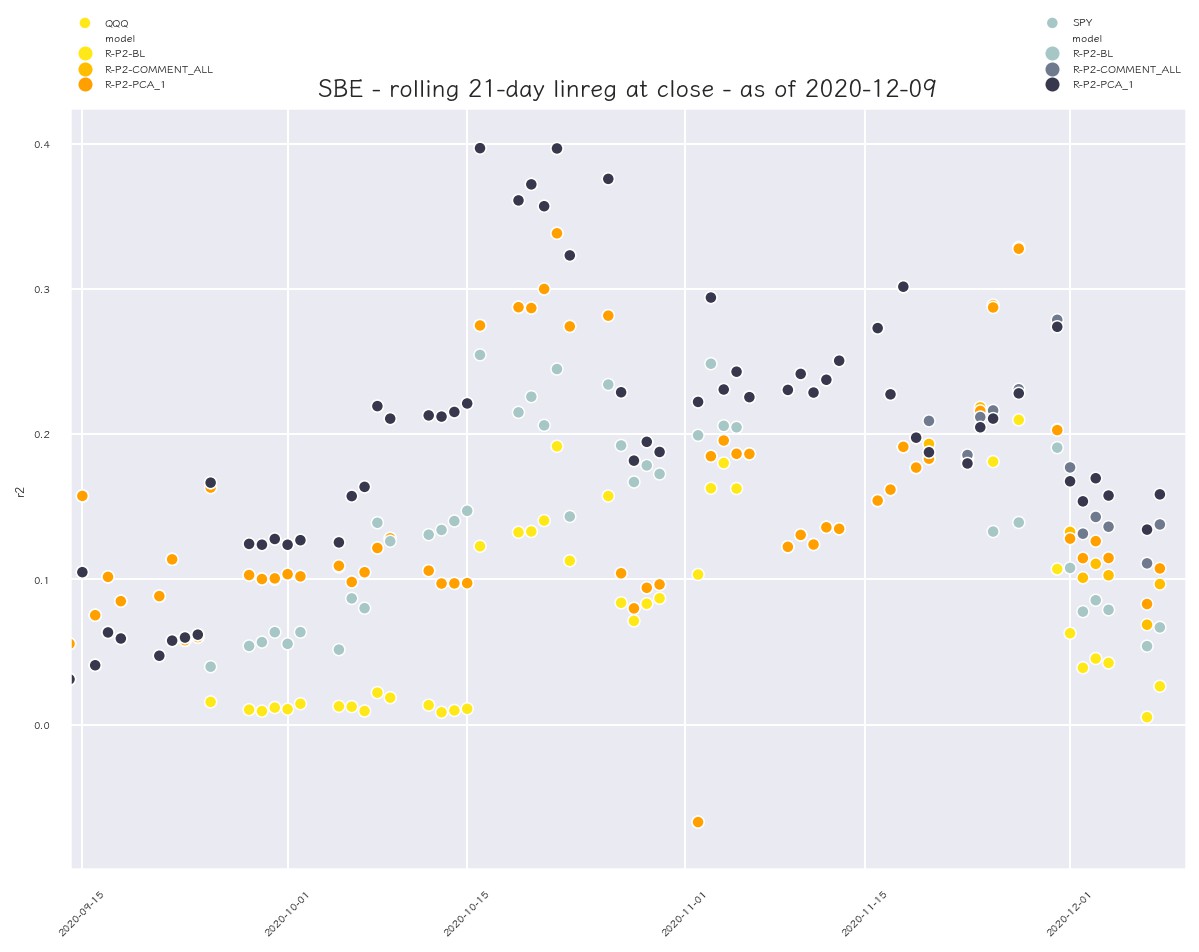 QQQ
model
R-P2-BL
R-P2-COMMENT_ALL
R-P2-PCA_1
SPY
model
R-P2-BL
R-P2-COMMENT_ALL
R-P2-PCA_1
SBE - rolling 21-day linreg at close - as of 2020-12-09
0.4
0.3
0.2
0.1
0.0
r2
2020-09-15
2020-10-01
2020-10-15
2020-11-01
2020-11-15
2020-12-01